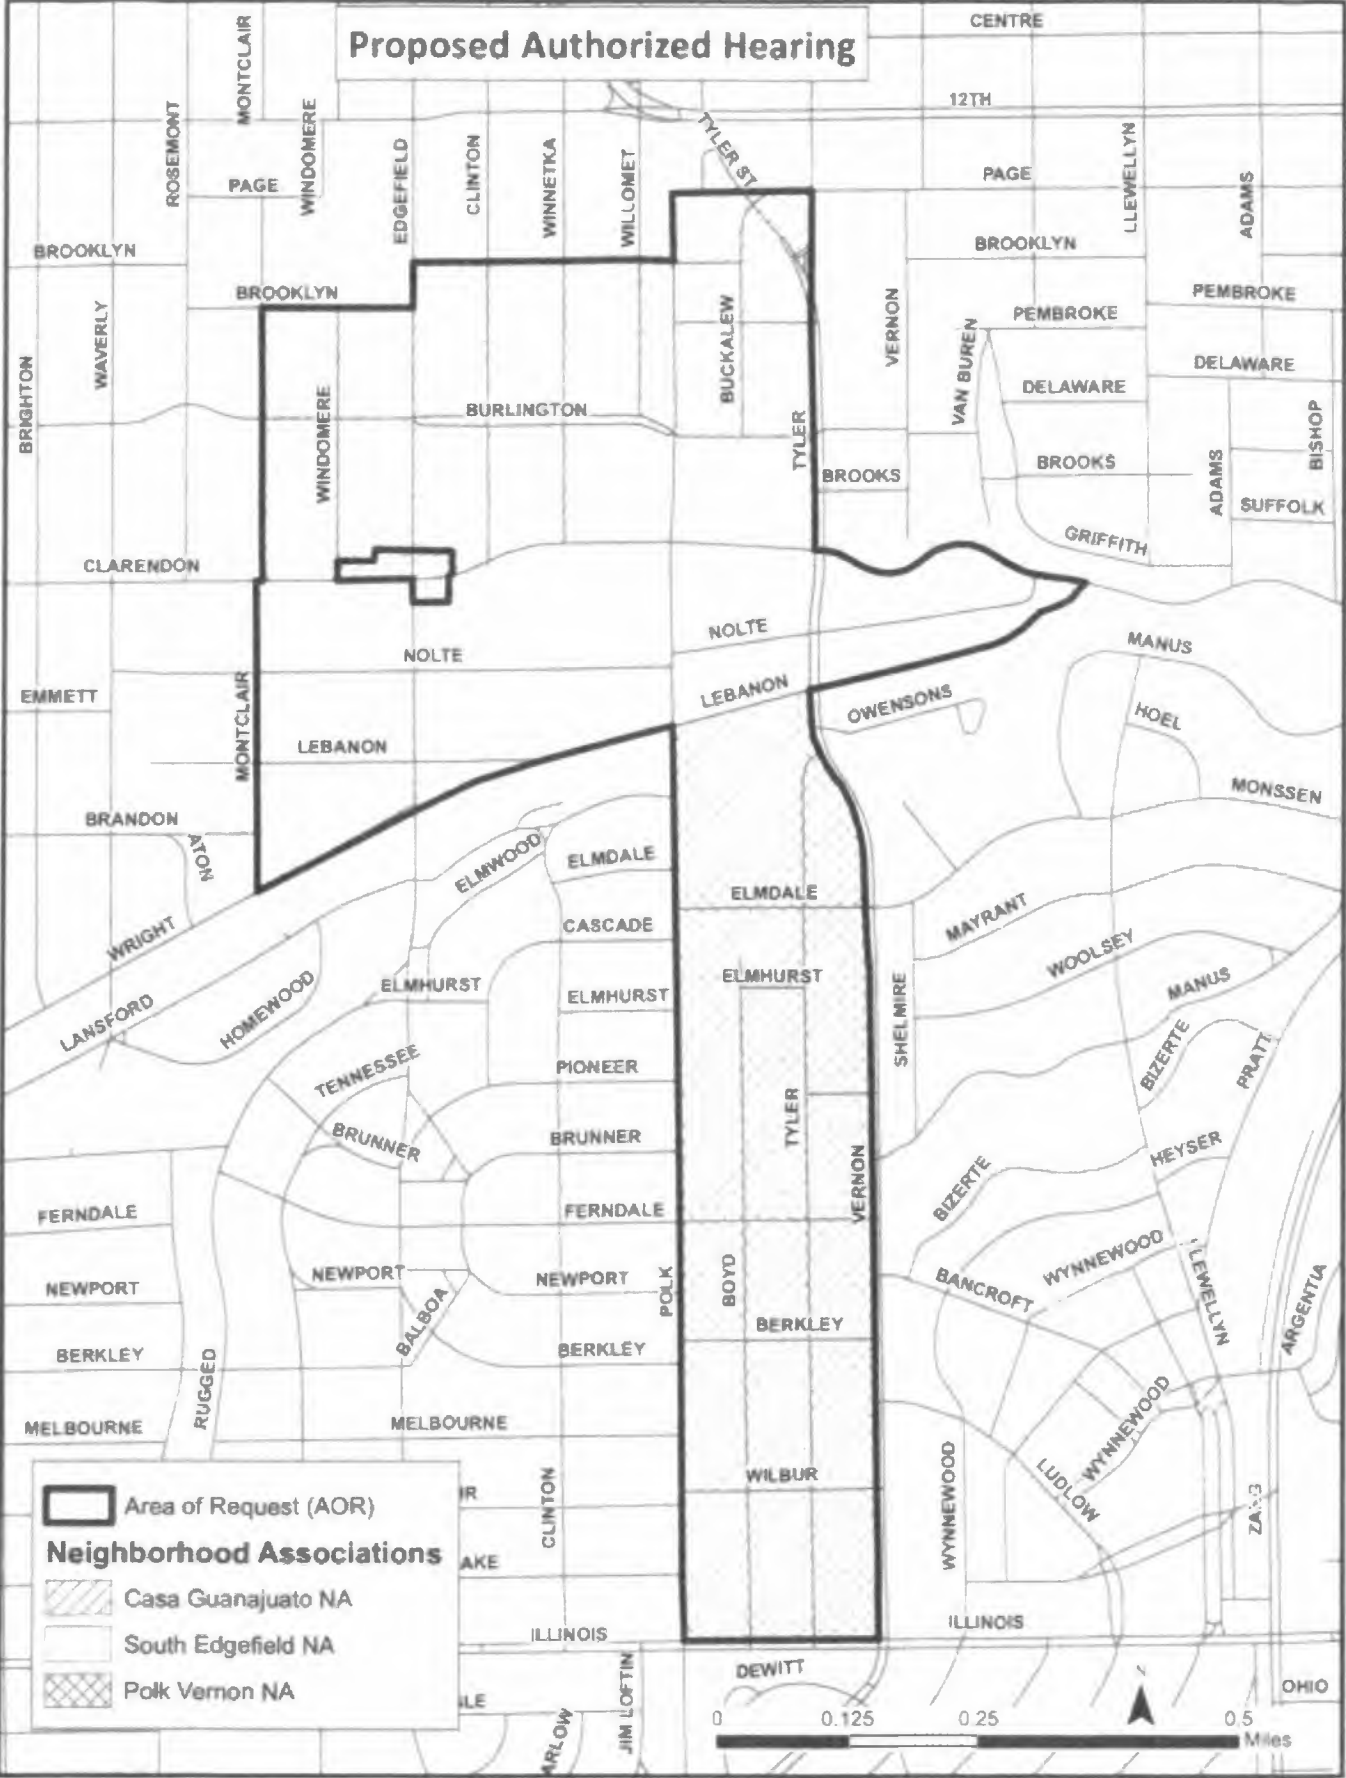 Proposed Authorized Hearing
CENTRE
12TH
MONTCLAIR
ROSEMONT
WINDOMERE
EDGEFIELD
CLINTON
WINNETKA
WILLOMET
TYLER ST
PAGE
PAGE
LLEWELLYN
ADAMS
BROOKLYN
BROOKLYN
BROOKLYN
PEMBROKE
PEMBROKE
WAVERLY
BRIGHTON
WINDOMERE
BURLINGTON
BUCKALEW
TYLER
VERNON
VAN BUREN
DELAWARE
DELAWARE
BISHOP
BROOKS
BROOKS
ADAMS
SUFFOLK
GRIFFITH
CLARENDON
NOLTE
NOLTE
MANUS
EMMETT
MONTCLAIR
LEBANON
LEBANON
OWENSONS
HOEL
MONSSEN
BRANDON
ATON
ELMWOOD
ELMDALE
ELMDALE
CASCADE
MAYRANT
WRIGHT
WOOLSEY
MANUS
LANSFORD
HOMEWOOD
ELMHURST
ELMHURST
ELMHURST
SHELMIRE
BIZERTE
PRATT
TENNESSEE
PIONEER
TYLER
BRUNNER
BRUNNER
HEYSER
VERNON
BIZERTE
FERNDALE
FERNDALE
WYNNEWOOD
LLEWELLYN
NEWPORT
NEWPORT
NEWPORT
POLK
BOYD
BANCROFT
ARGENTIA
BALBOA
BERKLEY
BERKLEY
BERKLEY
RUGGED
MELBOURNE
MELBOURNE
WYNNEWOOD
WILBUR
LUDLOW
WYNNEWOOD
ZANG
CLINTON
IR
AKE
Area of Request (AOR)
Neighborhood Associations
Casa Guanajuato NA
South Edgefield NA
Polk Vernon NA
ILLINOIS
ILLINOIS
DEWITT
JIM LOFTIN
ARLOW
LE
OHIO
N
0 0.125 0.25 0.5
Miles